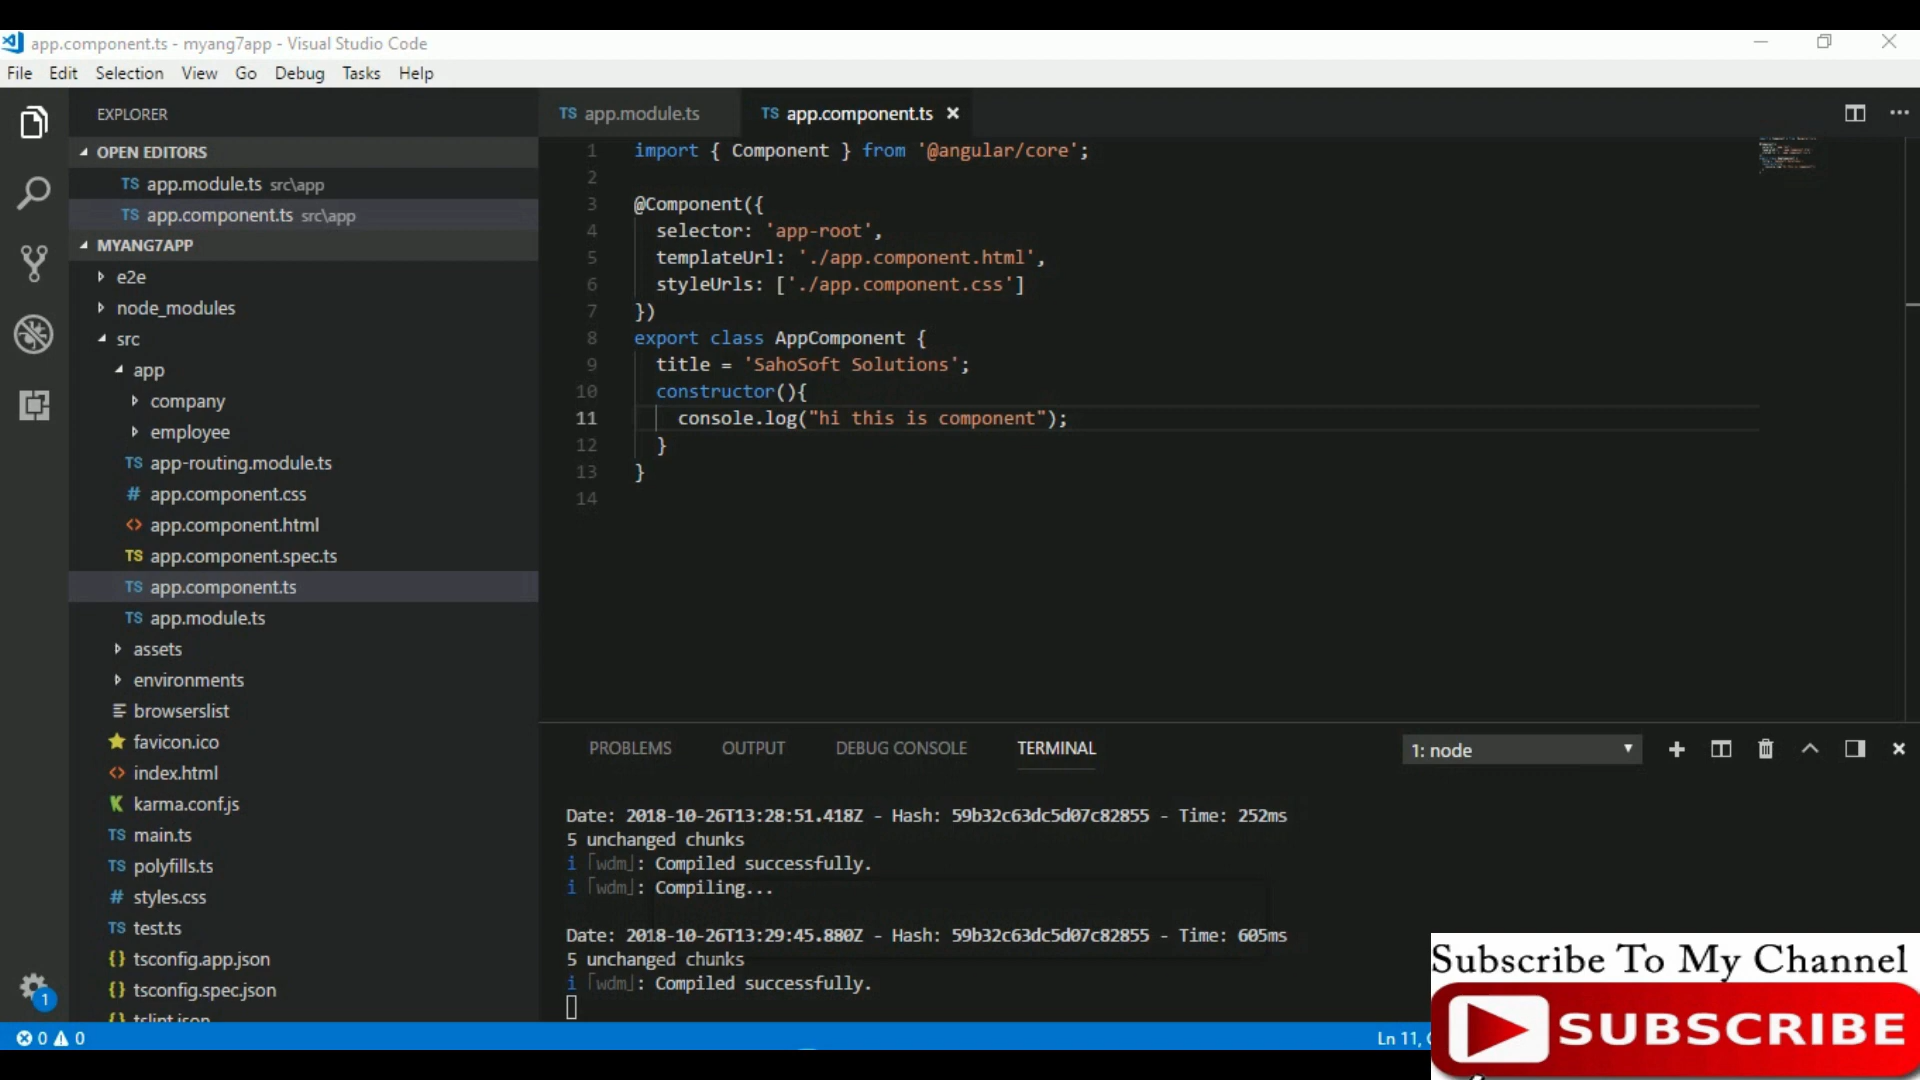 app.component.ts - myang7app - Visual Studio Code
File Edit Selection View Go Debug Tasks Help
EXPLORER
OPEN EDITORS
TS app.module.ts src\app
TS app.component.ts src\app
MYANG7APP
e2e
node_modules
src
app
company
employee
TS app-routing.module.ts
# app.component.css
<> app.component.html
TS app.component.spec.ts
TS app.component.ts
TS app.module.ts
assets
environments
browserslist
favicon.ico
<> index.html
K karma.conf.js
TS main.ts
TS polyfills.ts
# styles.css
TS test.ts
{} tsconfig.app.json
{} tsconfig.spec.json
{} tslint.json
1
0 0
TS app.module.ts TS app.component.ts
1 import { Component } from '@angular/core';
2
3 @Component({
4 selector: 'app-root',
5 templateUrl: './app.component.html',
6 styleUrls: ['./app.component.css']
7 })
8 export class AppComponent {
9 title = 'SahoSoft Solutions';
10 constructor(){
11 console.log("hi this is component");
12 }
13 }
14
PROBLEMS OUTPUT DEBUG CONSOLE TERMINAL 1: node
Date: 2018-10-26T13:28:51.418Z - Hash: 59b32c63dc5d07c82855 - Time: 252ms
5 unchanged chunks
i ｢wdm｣: Compiled successfully.
i ｢wdm｣: Compiling...
Date: 2018-10-26T13:29:45.880Z - Hash: 59b32c63dc5d07c82855 - Time: 605ms
5 unchanged chunks
i ｢wdm｣: Compiled successfully.
Ln 11,
Subscribe To My Channel
SUBSCRIBE